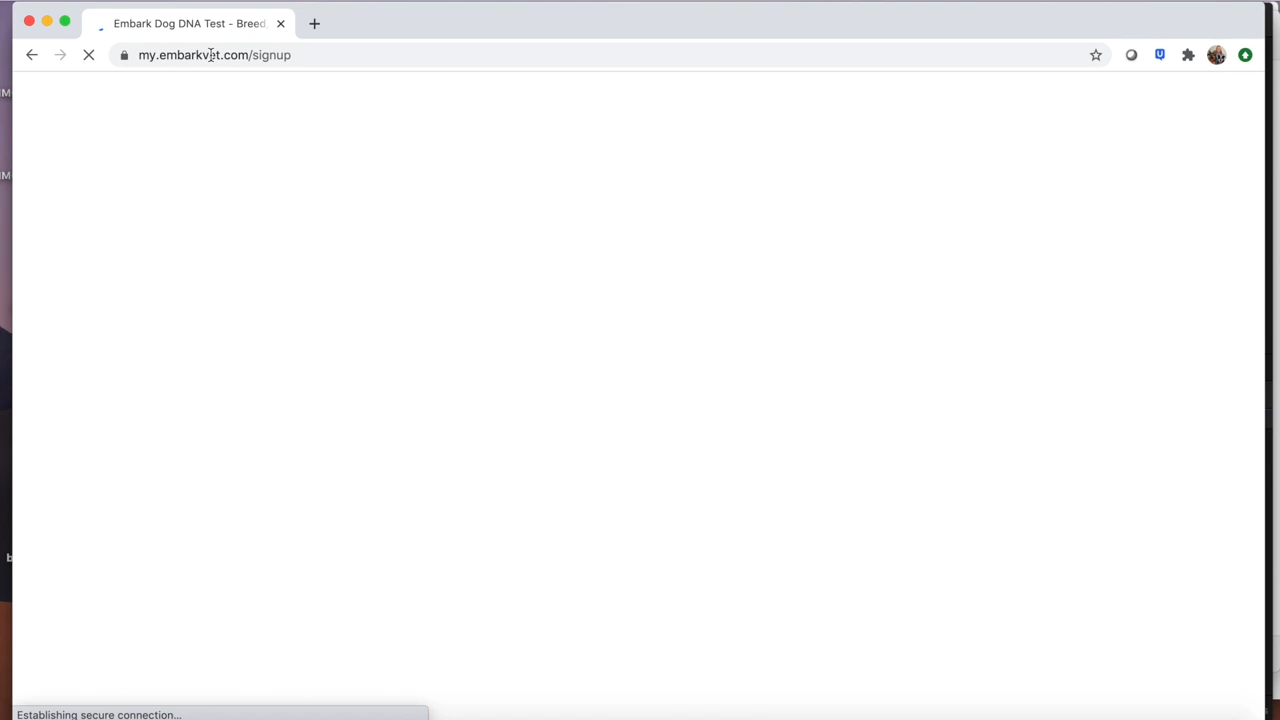 Embark Dog DNA Test - Breed,
my.embarkvet.com/signup
Establishing secure connection...